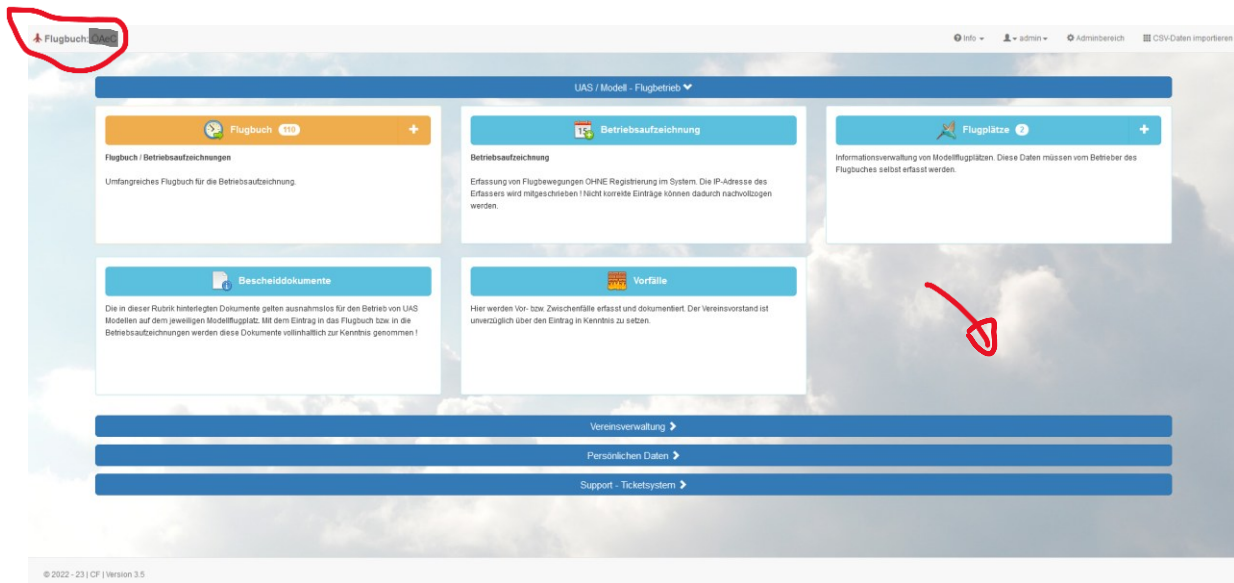 Flugbuch: OAeC
Info
admin
Adminbereich
CSV-Daten importieren
UAS / Modell - Flugbetrieb
Flugbuch 110
Flugbuch / Betriebsaufzeichnungen
Umfangreiches Flugbuch für die Betriebsaufzeichnung.
Betriebsaufzeichnung
Betriebsaufzeichnung
Erfassung von Flugbewegungen OHNE Registrierung im System. Die IP-Adresse des
Erfassers wird mitgeschrieben ! Nicht korrekte Einträge können dadurch nachvollzogen
werden.
Flugplätze 2
Informationsverwaltung von Modellflugplätzen. Diese Daten müssen vom Betreiber des
Flugbuches selbst erfasst werden.
Bescheiddokumente
Die in dieser Rubrik hinterlegten Dokumente gelten ausnahmslos für den Betrieb von UAS
Modellen auf dem jeweiligen Modellflugplatz. Mit dem Eintrag in das Flugbuch bzw. in die
Betriebsaufzeichnungen werden diese Dokumente vollinhaltlich zur Kenntnis genommen !
Vorfälle
Hier werden Vor- bzw. Zwischenfälle erfasst und dokumentiert. Der Vereinsvorstand ist
unverzüglich über den Eintrag in Kenntnis zu setzen.
Vereinsverwaltung
Persönlichen Daten
Support - Ticketsystem
© 2022 - 23 | CF | Version 3.5